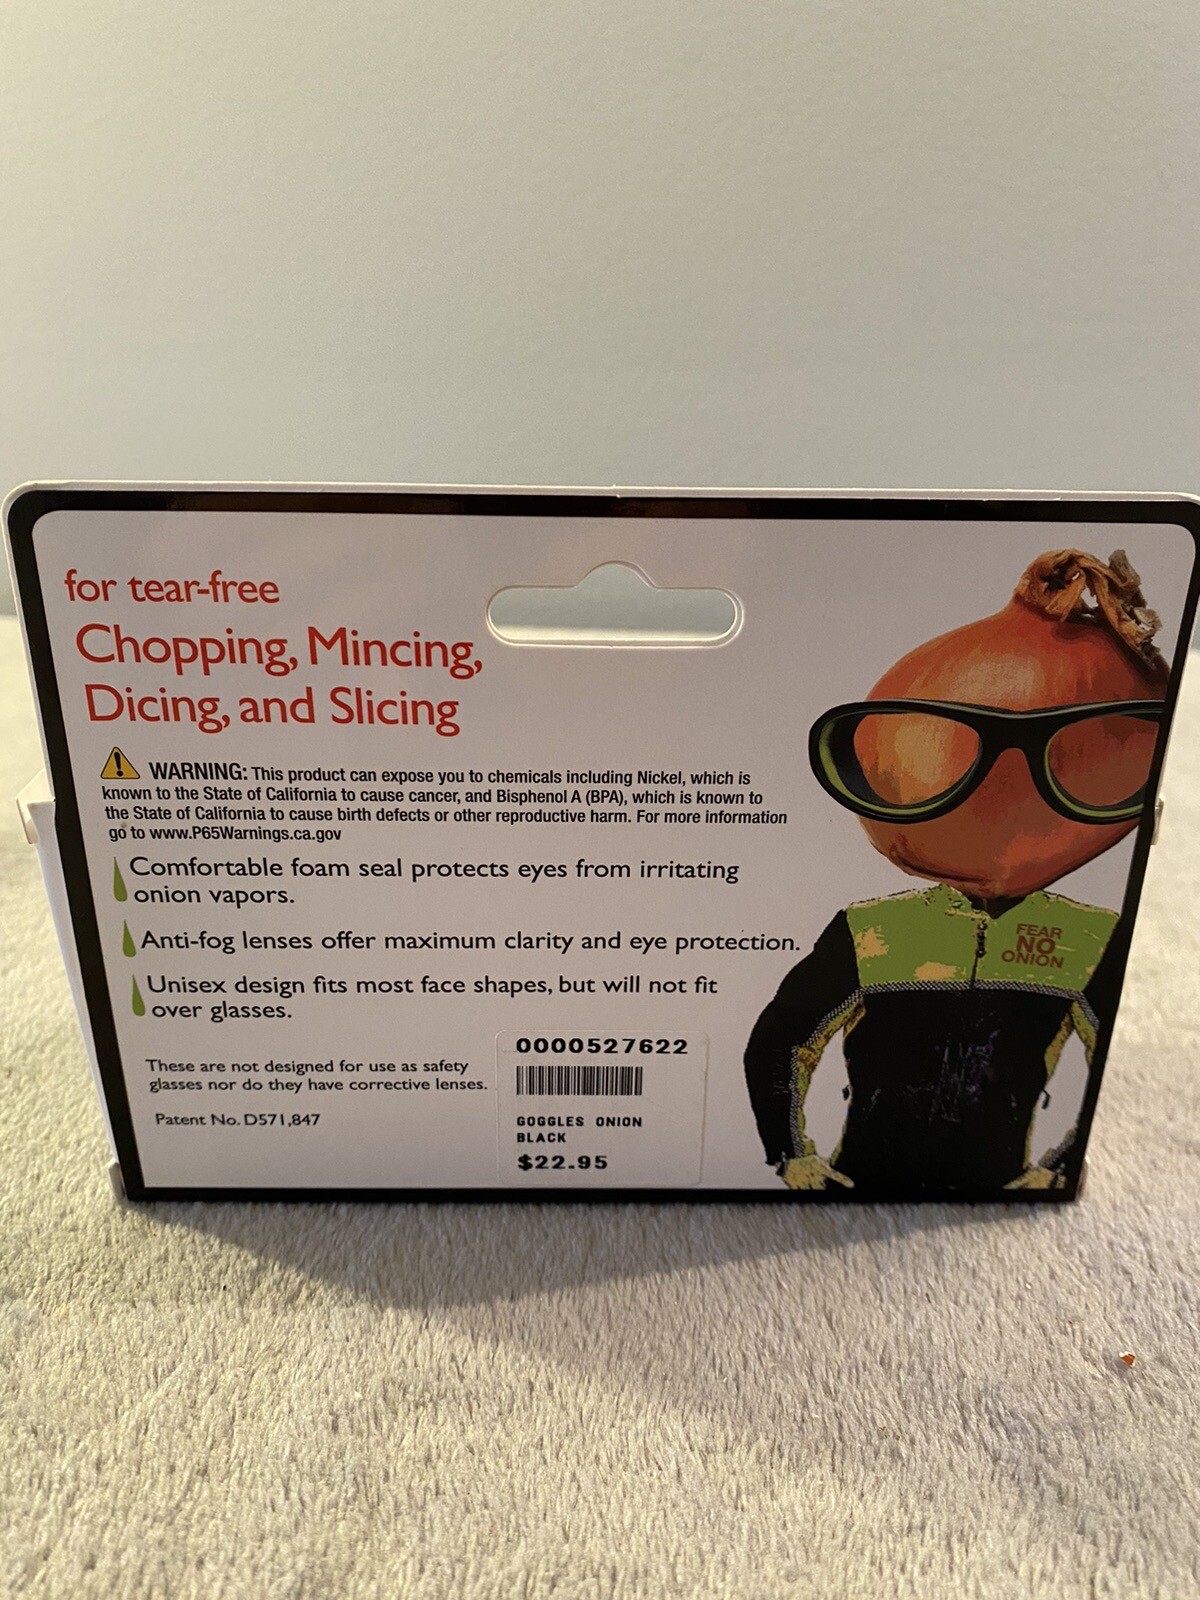 for tear-free
Chopping, Mincing,
Dicing, and Slicing
WARNING: This product can expose you to chemicals including Nickel, which is
known to the State of California to cause cancer, and Bisphenol A (BPA), which is known to
the State of California to cause birth defects or other reproductive harm. For more information
go to www.P65Warnings.ca.gov
Comfortable foam seal protects eyes from irritating
onion vapors.
Anti-fog lenses offer maximum clarity and eye protection.
Unisex design fits most face shapes, but will not fit
over glasses.
These are not designed for use as safety
glasses nor do they have corrective lenses.
Patent No. D571,847
0000527622
GOGGLES ONION
BLACK
$22.95
FEAR
NO
ONION